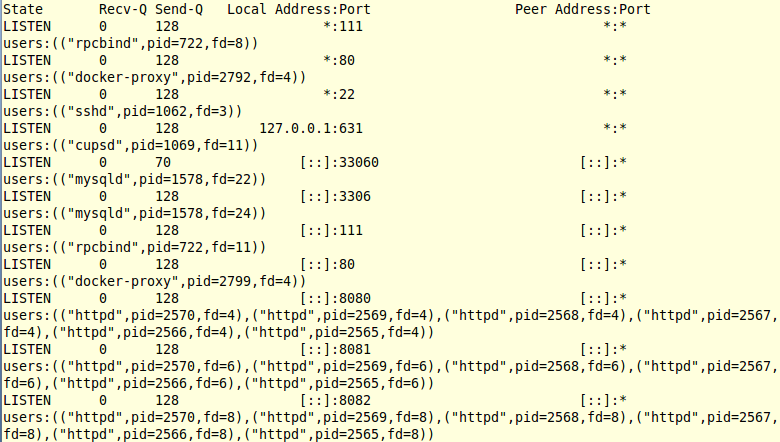 State Recv-Q Send-Q Local Address:Port Peer Address:Port
LISTEN 0 128 *:111 *:*
users:(("rpcbind",pid=722,fd=8))
LISTEN 0 128 *:80 *:*
users:(("docker-proxy",pid=2792,fd=4))
LISTEN 0 128 *:22 *:*
users:(("sshd",pid=1062,fd=3))
LISTEN 0 128 127.0.0.1:631 *:*
users:(("cupsd",pid=1069,fd=11))
LISTEN 0 70 [::]:33060 [::]:*
users:(("mysqld",pid=1578,fd=22))
LISTEN 0 128 [::]:3306 [::]:*
users:(("mysqld",pid=1578,fd=24))
LISTEN 0 128 [::]:111 [::]:*
users:(("rpcbind",pid=722,fd=11))
LISTEN 0 128 [::]:80 [::]:*
users:(("docker-proxy",pid=2799,fd=4))
LISTEN 0 128 [::]:8080 [::]:*
users:(("httpd",pid=2570,fd=4),("httpd",pid=2569,fd=4),("httpd",pid=2568,fd=4),("httpd",pid=2567,
fd=4),("httpd",pid=2566,fd=4),("httpd",pid=2565,fd=4))
LISTEN 0 128 [::]:8081 [::]:*
users:(("httpd",pid=2570,fd=6),("httpd",pid=2569,fd=6),("httpd",pid=2568,fd=6),("httpd",pid=2567,
fd=6),("httpd",pid=2566,fd=6),("httpd",pid=2565,fd=6))
LISTEN 0 128 [::]:8082 [::]:*
users:(("httpd",pid=2570,fd=8),("httpd",pid=2569,fd=8),("httpd",pid=2568,fd=8),("httpd",pid=2567,
fd=8),("httpd",pid=2566,fd=8),("httpd",pid=2565,fd=8))